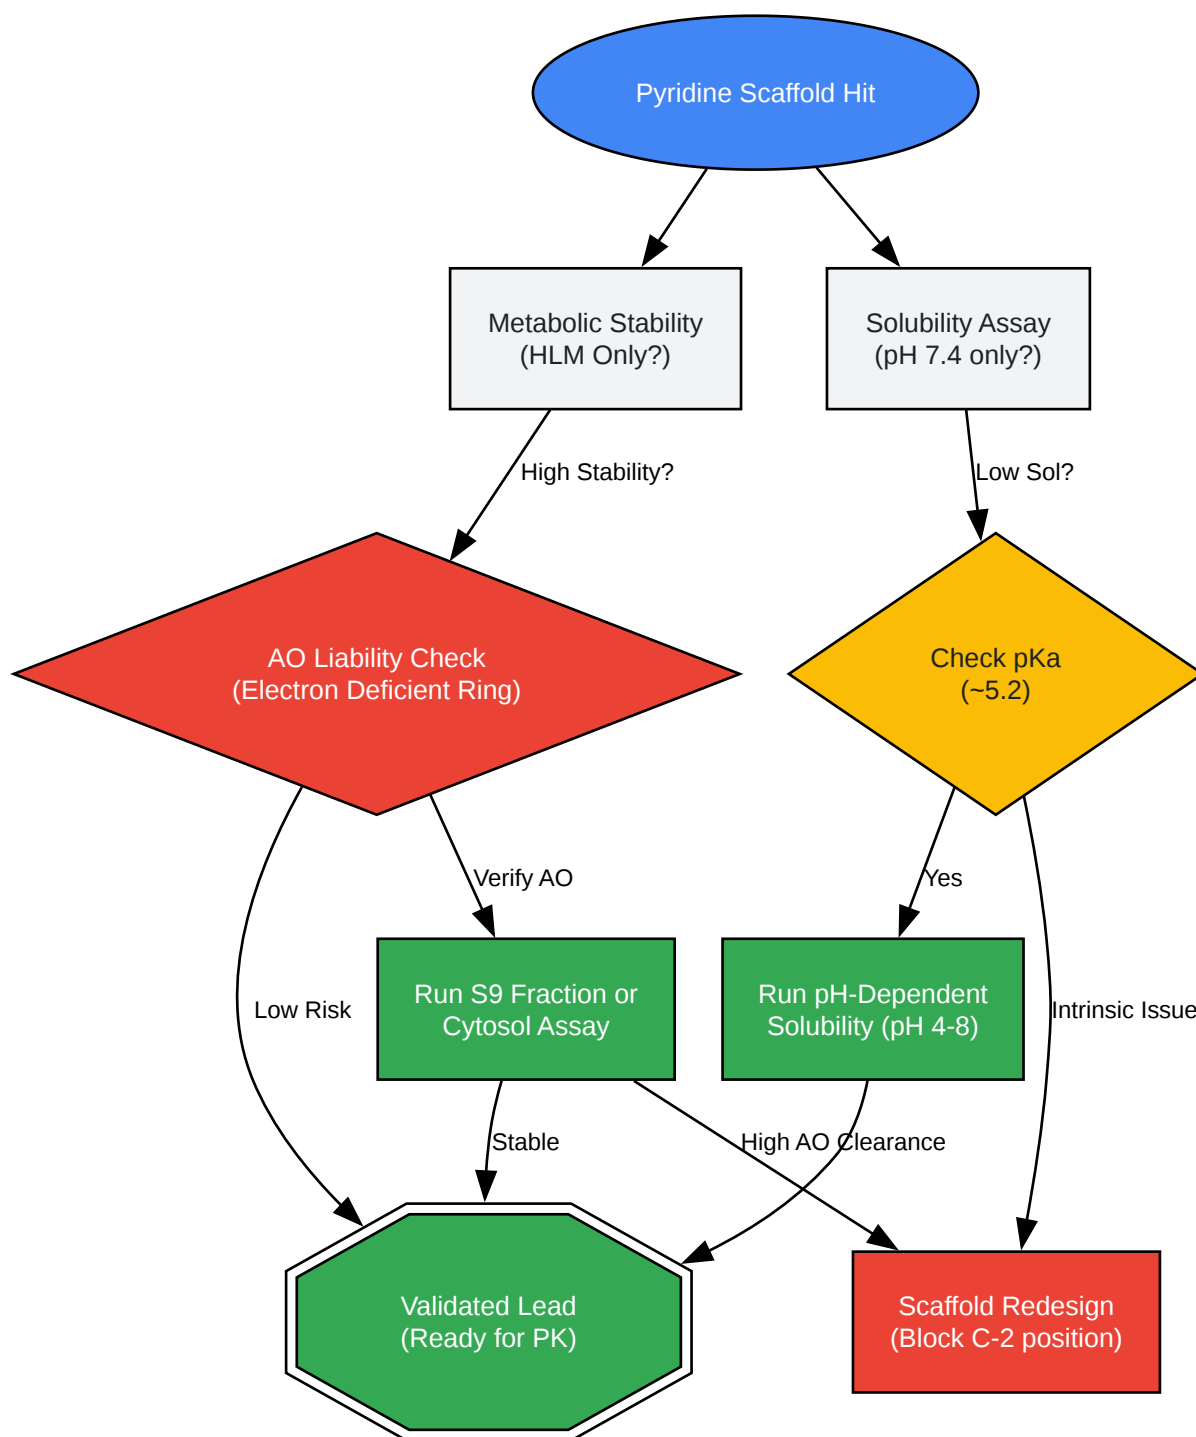 Pyridine Scaffold Hit
Metabolic Stability
(HLM Only?)
Solubility Assay
(pH 7.4 only?)
High Stability?
Low Sol?
AO Liability Check
(Electron Deficient Ring)
Check pKa
(~5.2)
Verify AO
Yes
Low Risk
Run S9 Fraction or
Cytosol Assay
Run pH-Dependent
Solubility (pH 4-8)
Intrinsic Issue
Stable
High AO Clearance
Validated Lead
(Ready for PK)
Scaffold Redesign
(Block C-2 position)